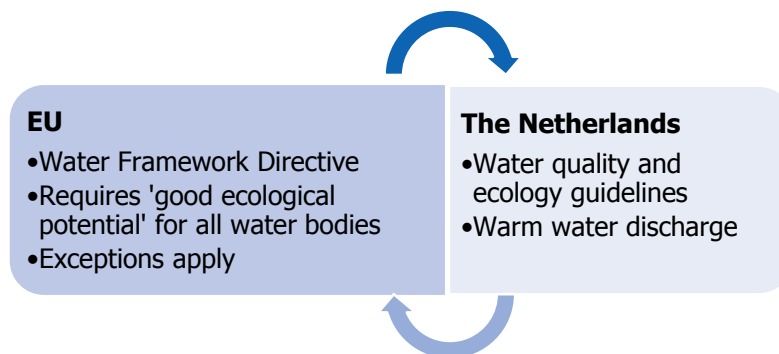 EU
•Water Framework Directive
•Requires 'good ecological
potential' for all water bodies
•Exceptions apply
The Netherlands
•Water quality and
ecology guidelines
•Warm water discharge